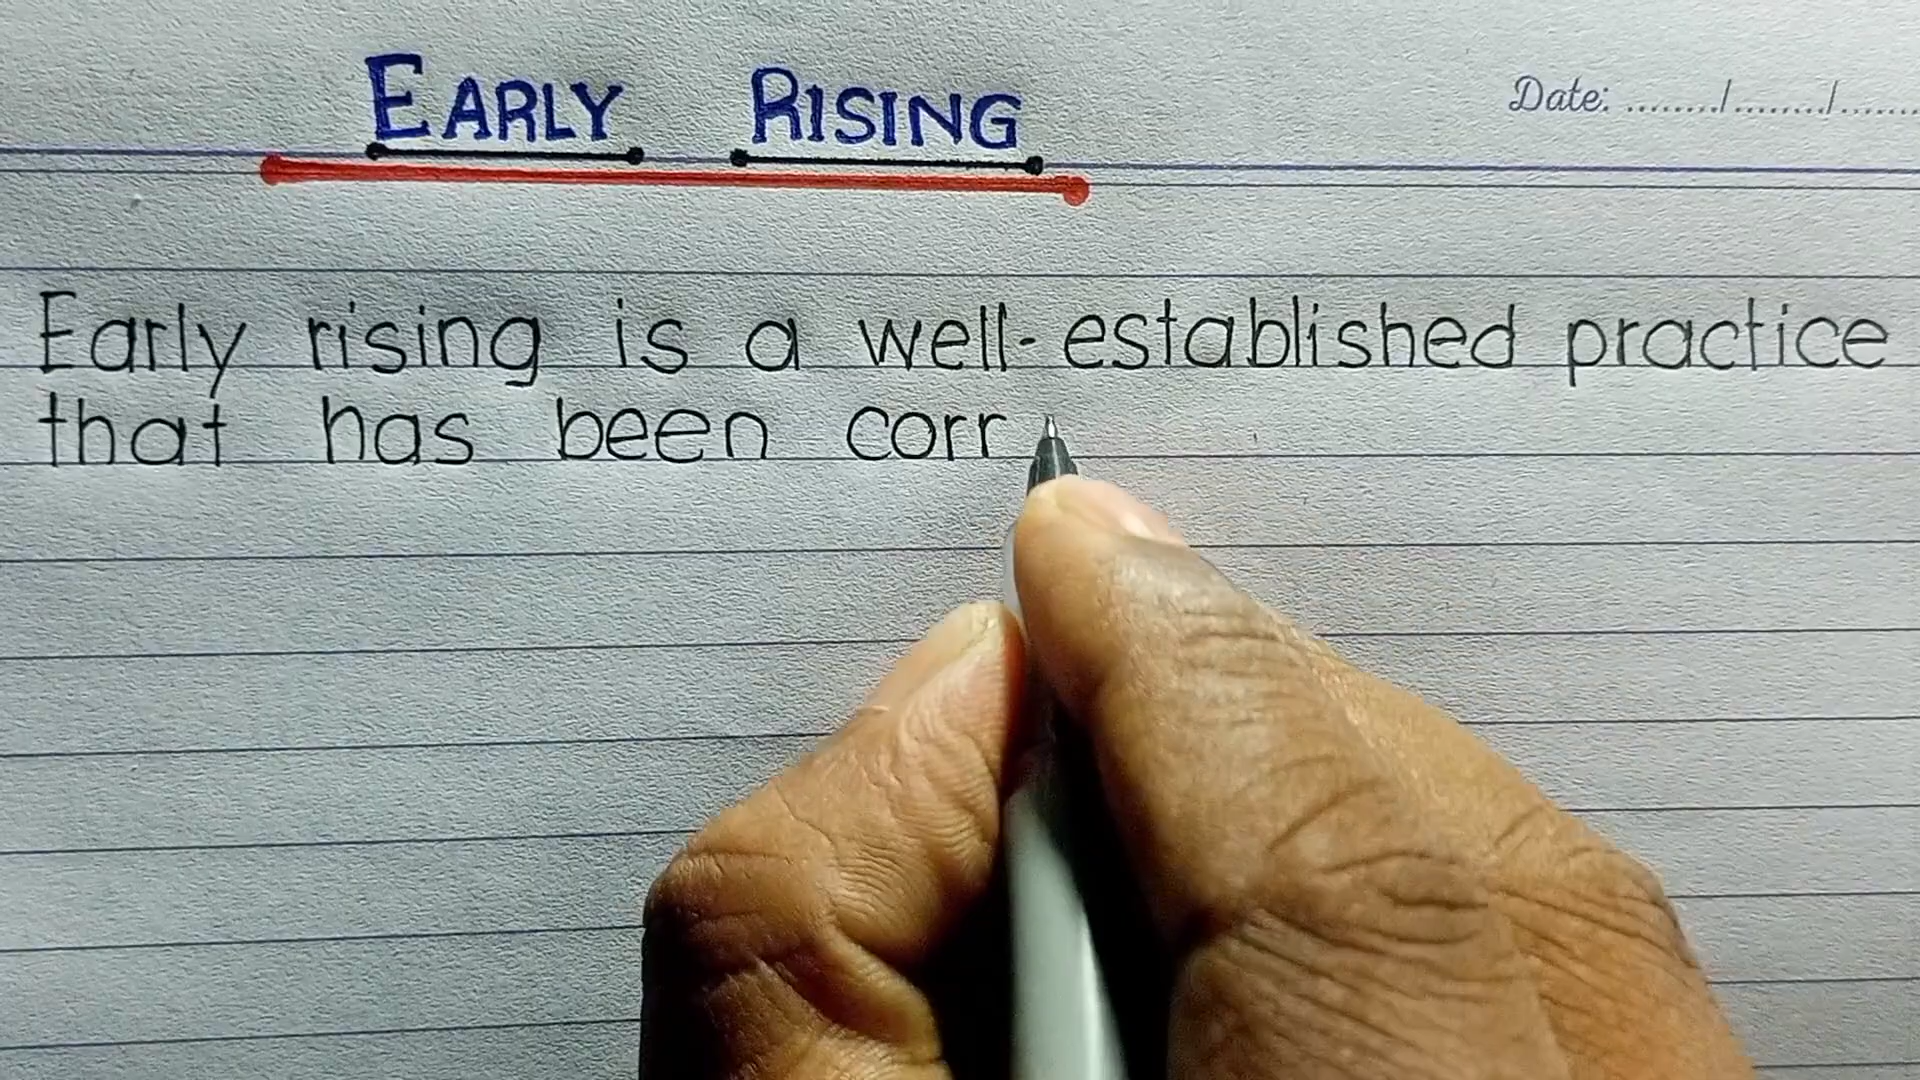 EARLY RISING
Date: ......../......../.......
Early rising is a well-established practice
that has been corr